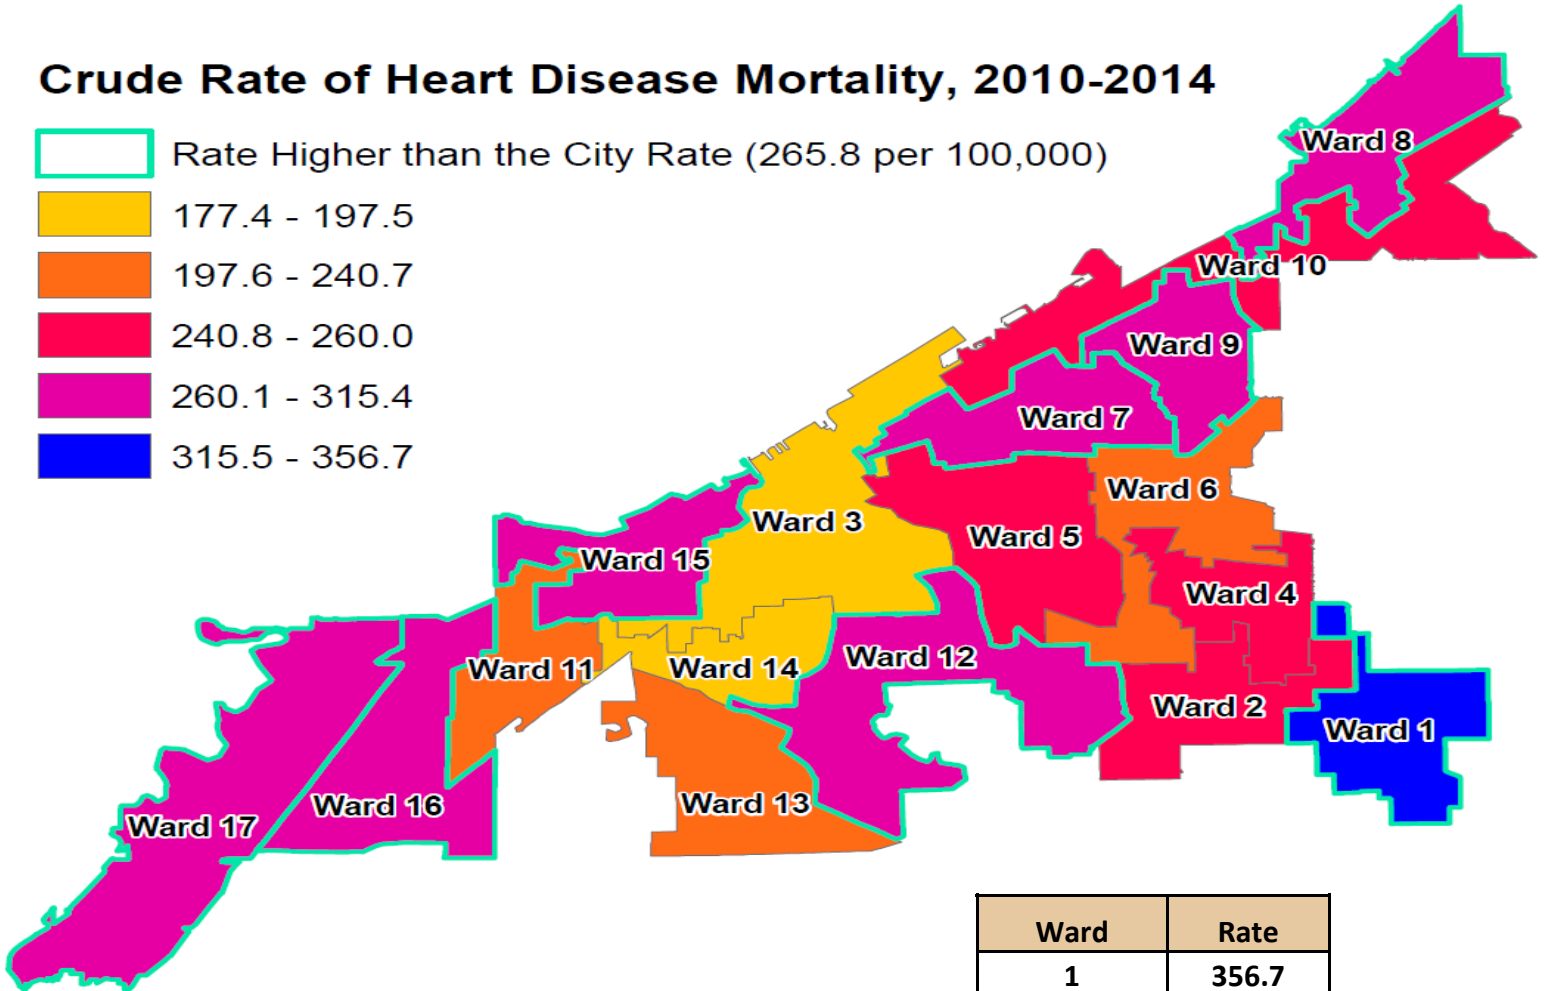 Crude Rate of Heart Disease Mortality, 2010-2014
Rate Higher than the City Rate (265.8 per 100,000)
177.4 - 197.5
197.6 - 240.7
240.8 - 260.0
260.1 - 315.4
315.5 - 356.7
Ward 8
Ward 10
Ward 9
Ward 7
Ward 6
Ward 3
Ward 5
Ward 15
Ward 4
Ward 12
Ward 11
Ward 14
Ward 2
Ward 1
Ward 16
Ward 13
Ward 17
Ward Rate
1 356.7